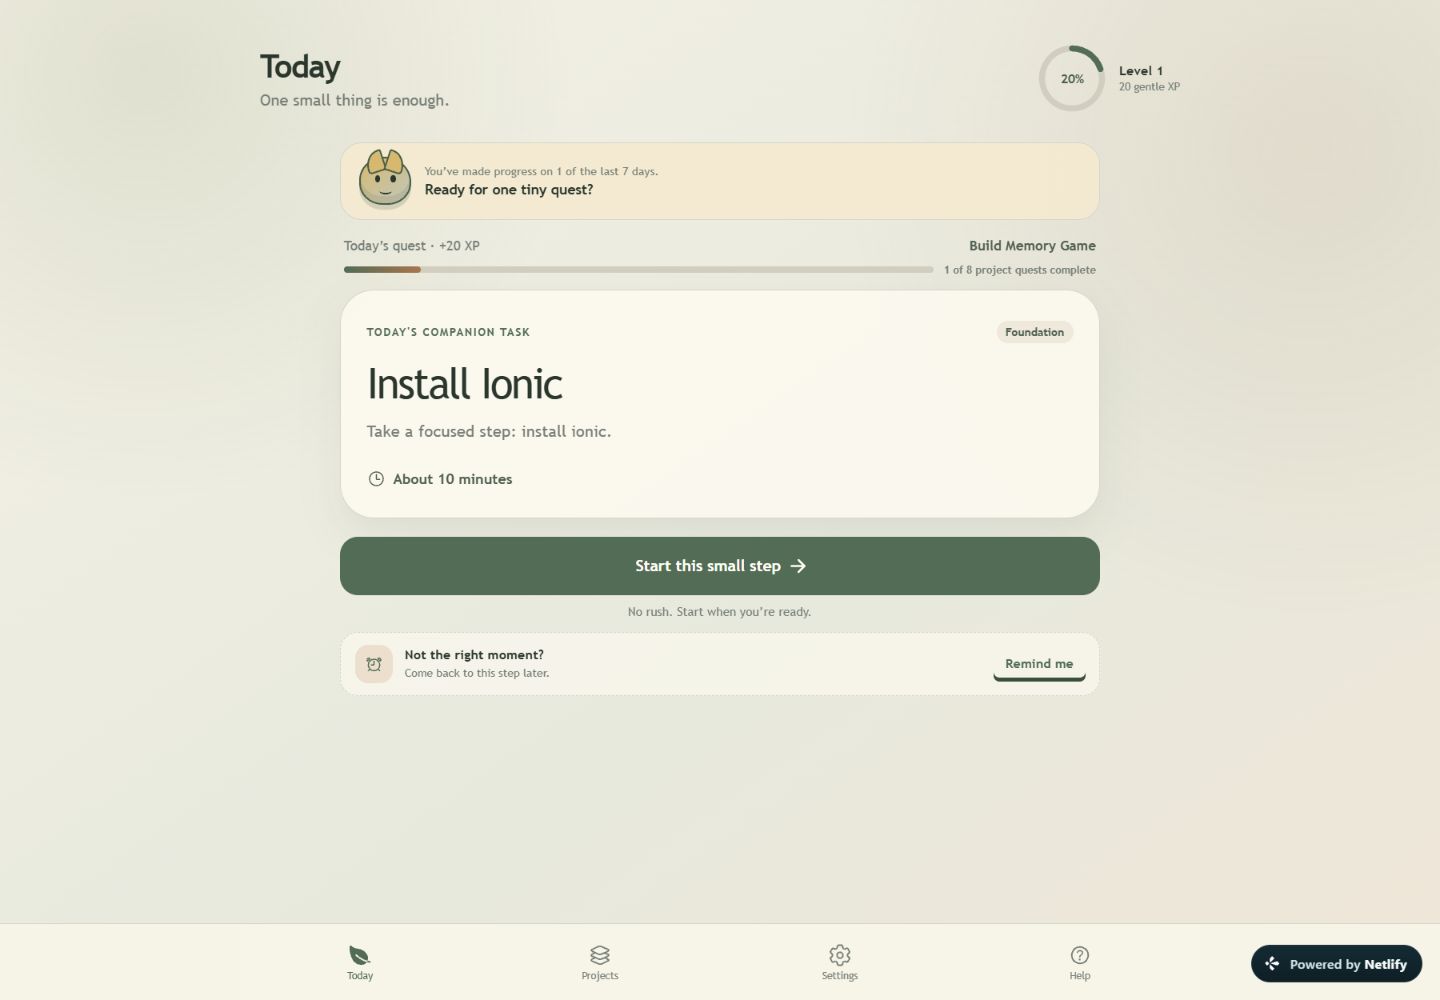 Today
One small thing is enough.
20%
Level 1
20 gentle XP
You’ve made progress on 1 of the last 7 days.
Ready for one tiny quest?
Today’s quest · +20 XP
Build Memory Game
1 of 8 project quests complete
TODAY’S COMPANION TASK
Foundation
Install Ionic
Take a focused step: install ionic.
About 10 minutes
Start this small step →
No rush. Start when you’re ready.
Not the right moment?
Come back to this step later.
Remind me
Today
Projects
Settings
Help
Powered by Netlify